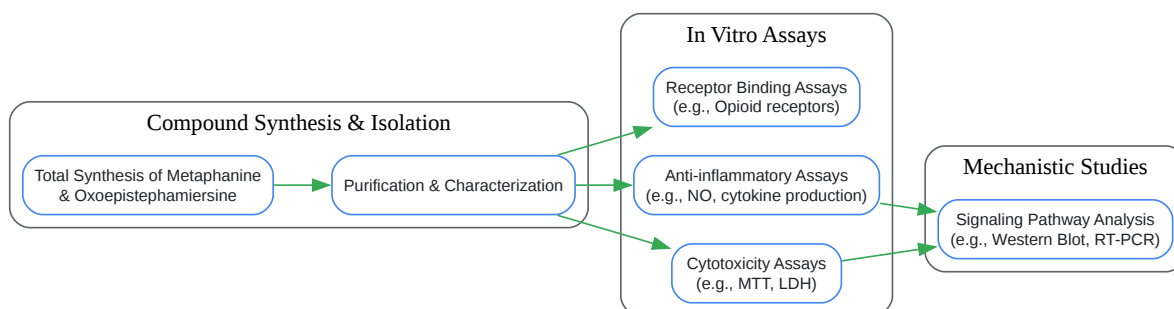 Compound Synthesis & Isolation
Total Synthesis of Metaphanine
& Oxoepistephamiersine
Purification & Characterization
In Vitro Assays
Receptor Binding Assays
(e.g., Opioid receptors)
Anti-inflammatory Assays
(e.g., NO, cytokine production)
Cytotoxicity Assays
(e.g., MTT, LDH)
Mechanistic Studies
Signaling Pathway Analysis
(e.g., Western Blot, RT-PCR)